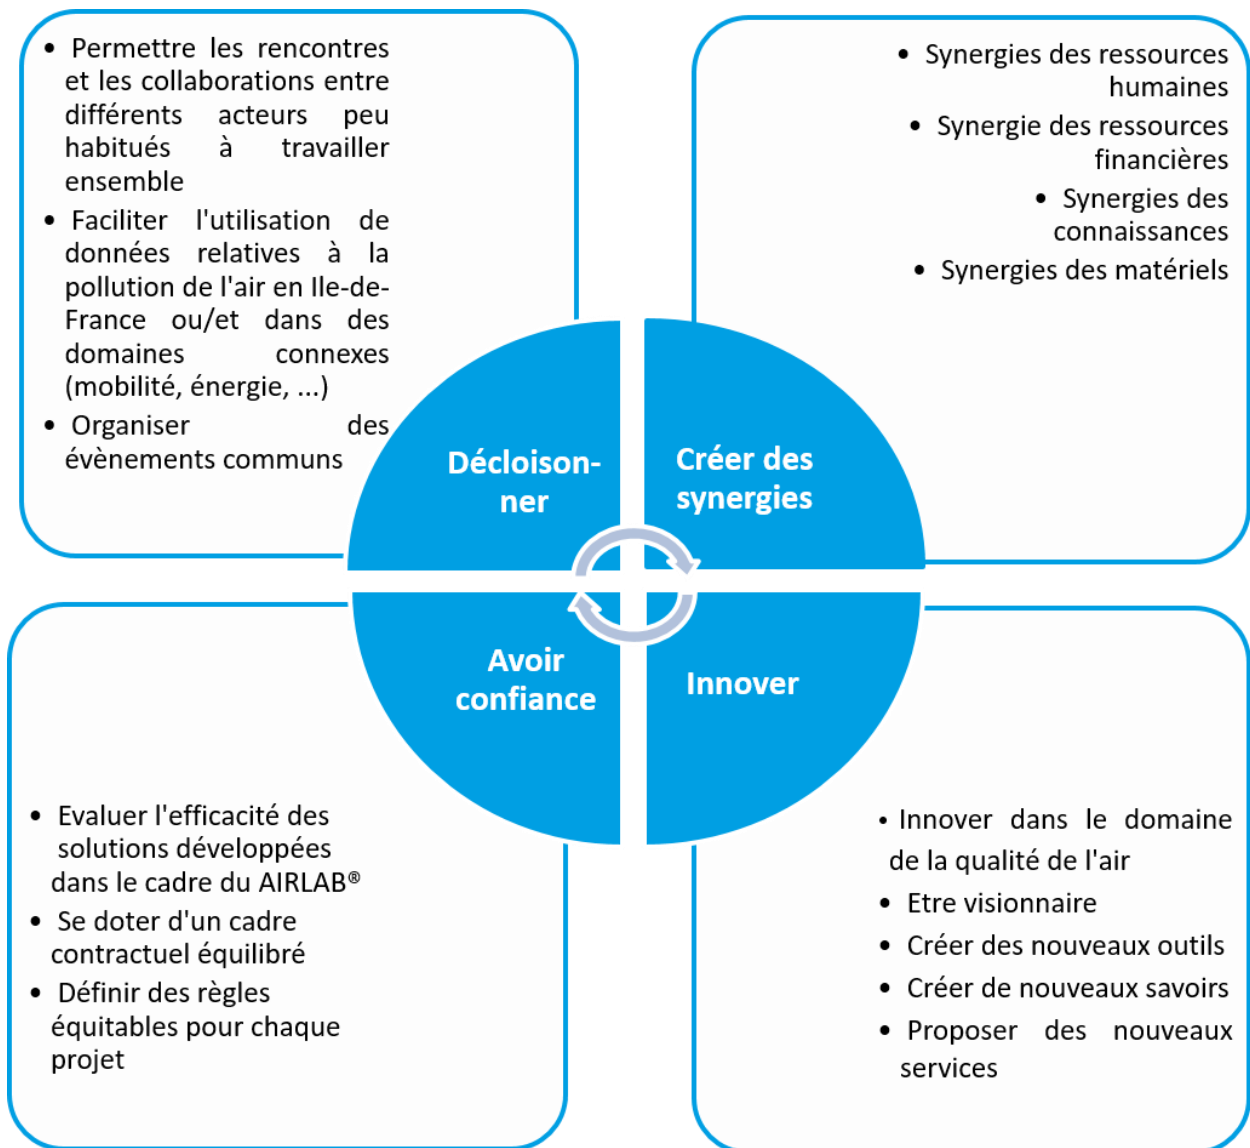 • Permettre les rencontres
et les collaborations entre
différents acteurs peu
habitués à travailler
ensemble
• Faciliter l'utilisation de
données relatives à la
pollution de l'air en Ile-de-
France ou/et dans des
domaines connexes
(mobilité, énergie, ...)
• Organiser des
évènements communs
• Synergies des ressources
humaines
• Synergie des ressources
financières
• Synergies des
connaissances
• Synergies des matériels
Décloison-
ner
Créer des
synergies
Avoir
confiance
Innover
• Evaluer l'efficacité des
solutions développées
dans le cadre du AIRLAB®
• Se doter d'un cadre
contractuel équilibré
• Définir des règles
équitables pour chaque
projet
• Innover dans le domaine
de la qualité de l'air
• Etre visionnaire
• Créer des nouveaux outils
• Créer de nouveaux savoirs
• Proposer des nouveaux
services